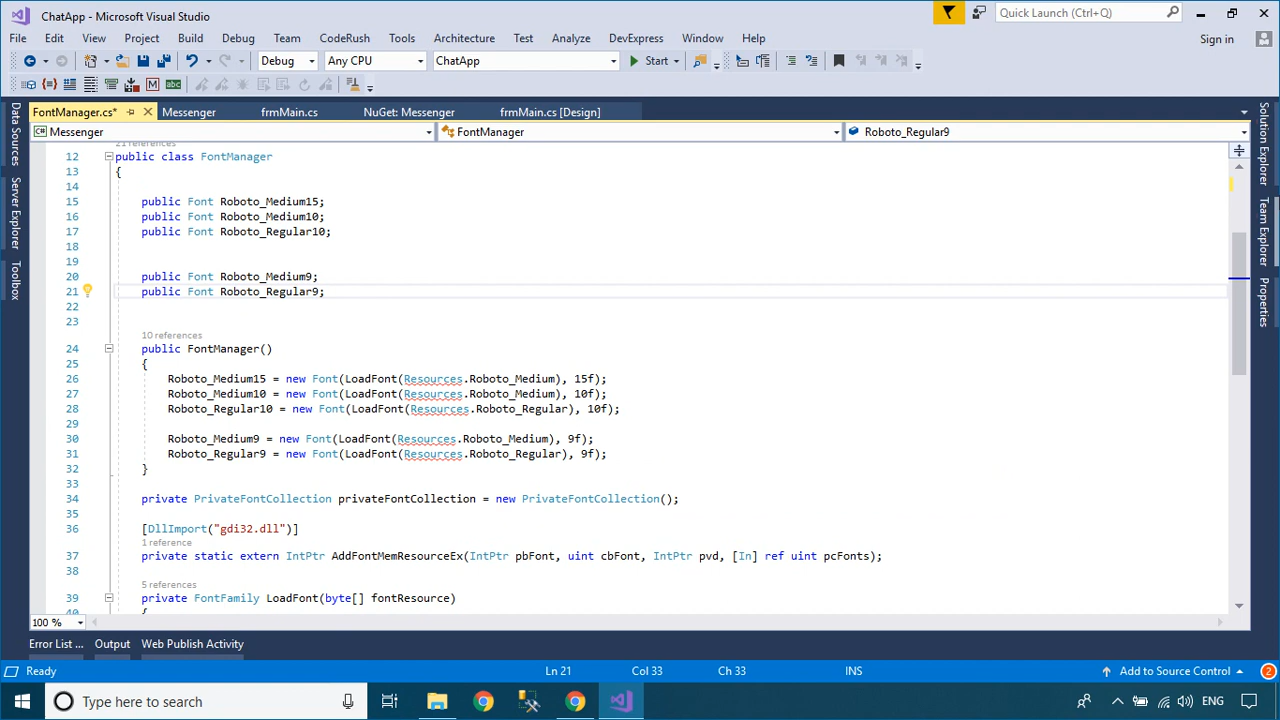 ChatApp - Microsoft Visual Studio
Quick Launch (Ctrl+Q)
File Edit View Project Build Debug Team CodeRush Tools Architecture Test Analyze DevExpress Window Help
Sign in
Debug Any CPU ChatApp Start
FontManager.cs* Messenger frmMain.cs NuGet: Messenger frmMain.cs [Design]
Messenger FontManager Roboto_Regular9
Data Sources
Server Explorer
Toolbox
Solution Explorer
Team Explorer
Properties
21 references
12 public class FontManager
13 {
14
15 public Font Roboto_Medium15;
16 public Font Roboto_Medium10;
17 public Font Roboto_Regular10;
18
19
20 public Font Roboto_Medium9;
21 public Font Roboto_Regular9;
22
23
10 references
24 public FontManager()
25 {
26 Roboto_Medium15 = new Font(LoadFont(Resources.Roboto_Medium), 15f);
27 Roboto_Medium10 = new Font(LoadFont(Resources.Roboto_Medium), 10f);
28 Roboto_Regular10 = new Font(LoadFont(Resources.Roboto_Regular), 10f);
29
30 Roboto_Medium9 = new Font(LoadFont(Resources.Roboto_Medium), 9f);
31 Roboto_Regular9 = new Font(LoadFont(Resources.Roboto_Regular), 9f);
32 }
33
34 private PrivateFontCollection privateFontCollection = new PrivateFontCollection();
35
36 [DllImport("gdi32.dll")]
1 reference
37 private static extern IntPtr AddFontMemResourceEx(IntPtr pbFont, uint cbFont, IntPtr pvd, [In] ref uint pcFonts);
38
5 references
39 private FontFamily LoadFont(byte[] fontResource)
40 {
100 %
Error List ... Output Web Publish Activity
Ready Ln 21 Col 33 Ch 33 INS Add to Source Control 2
Type here to search
ENG